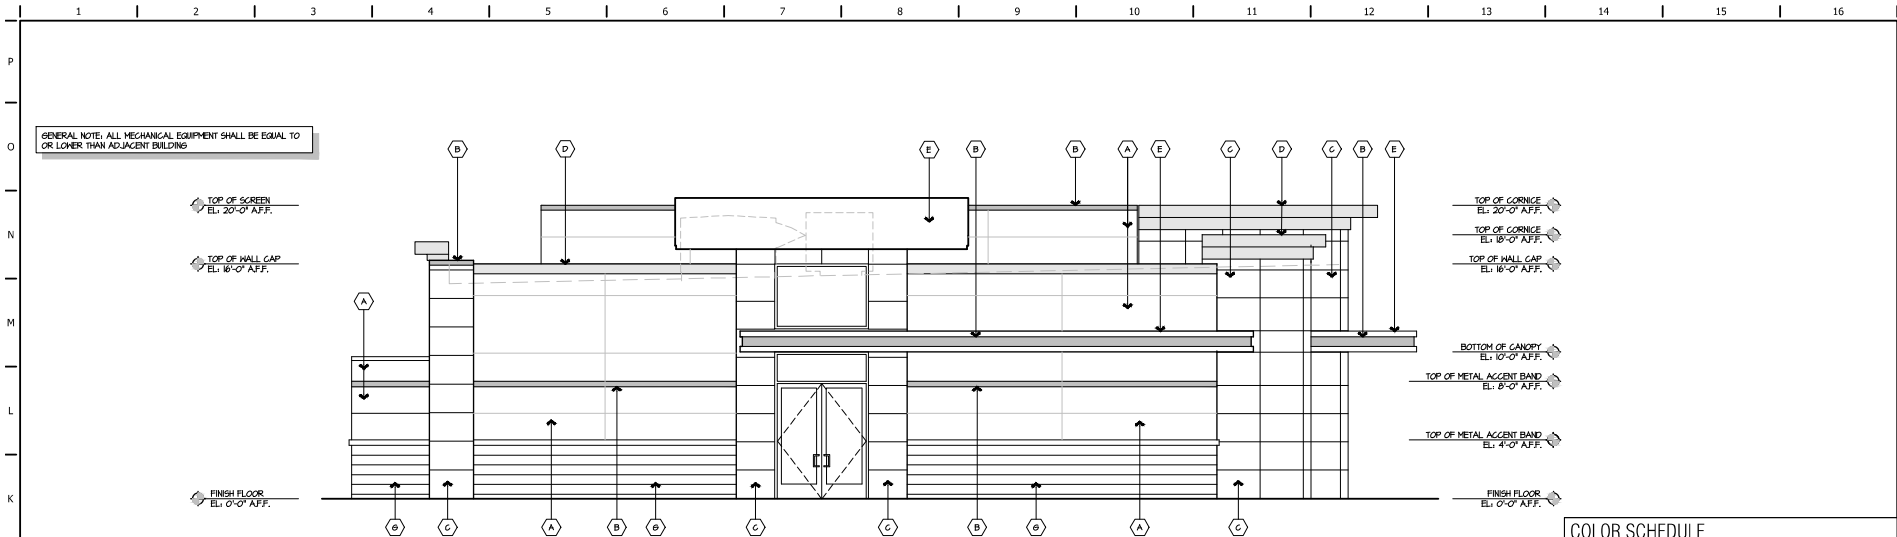 1 2 3 4 5 6 7 8 9 10 11 12 13 14 15 16
P
O
N
M
L
K
GENERAL NOTE: ALL MECHANICAL EQUIPMENT SHALL BE EQUAL TO
OR LOWER THAN ADJACENT BUILDING
B D E B B A E C D C B E
TOP OF SCREEN
EL: 20'-0" A.F.F.
TOP OF WALL CAP
EL: 16'-0" A.F.F.
A
FINISH FLOOR
EL: 0'-0" A.F.F.
TOP OF CORNICE
EL: 20'-0" A.F.F.
TOP OF CORNICE
EL: 18'-0" A.F.F.
TOP OF WALL CAP
EL: 16'-0" A.F.F.
BOTTOM OF CANOPY
EL: 10'-0" A.F.F.
TOP OF METAL ACCENT BAND
EL: 8'-0" A.F.F.
TOP OF METAL ACCENT BAND
EL: 4'-0" A.F.F.
FINISH FLOOR
EL: 0'-0" A.F.F.
G C A B G C C B G A C
COLOR SCHEDULE